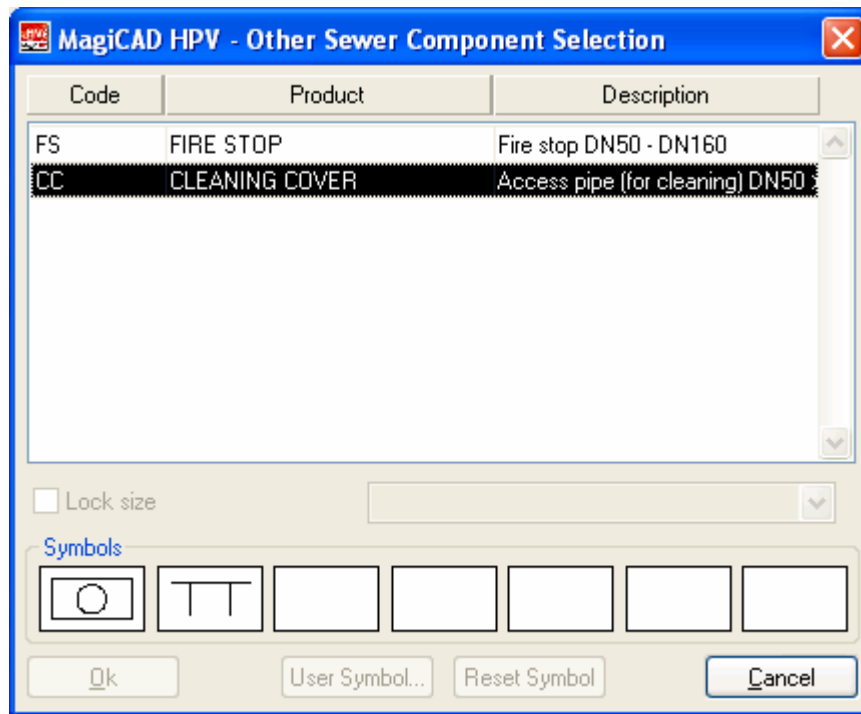 MagiCAD HPV - Other Sewer Component Selection
Code Product Description
FS FIRE STOP Fire stop DN50 - DN160
CC CLEANING COVER Access pipe (for cleaning) DN50
Lock size
Symbols
Ok User Symbol... Reset Symbol Cancel